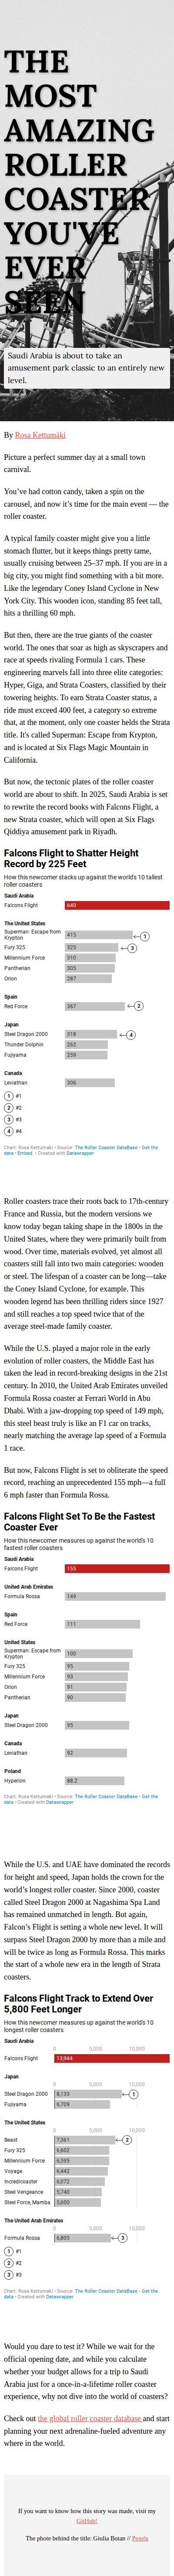 THE
MOST
AMAZING
ROLLER
COASTER
YOU'VE
EVER
SEEN
Saudi Arabia is about to take an
amusement park classic to an entirely new
level.
By Rosa Kettumäki
Picture a perfect summer day at a small town
carnival.
You’ve had cotton candy, taken a spin on the
carousel, and now it’s time for the main event — the
roller coaster.
A typical family coaster might give you a little
stomach flutter, but it keeps things pretty tame,
usually cruising between 25–37 mph. If you are in a
big city, you might find something with a bit more.
Like the legendary Coney Island Cyclone in New
York City. This wooden icon, standing 85 feet tall,
hits a thrilling 60 mph.
But then, there are the true giants of the coaster
world. The ones that soar as high as skyscrapers and
race at speeds rivaling Formula 1 cars. These
engineering marvels fall into three elite categories:
Hyper, Giga, and Strata Coasters, classified by their
towering heights. To earn Strata Coaster status, a
ride must exceed 400 feet, a category so extreme
that, at the moment, only one coaster helds the Strata
title. It's called Superman: Escape from Krypton,
and is located at Six Flags Magic Mountain in
California.
But now, the tectonic plates of the roller coaster
world are about to shift. In 2025, Saudi Arabia is set
to rewrite the record books with Falcons Flight, a
new Strata coaster, which will open at Six Flags
Qiddiya amusement park in Riyadh.
Falcons Flight to Shatter Height
Record by 225 Feet
How this newcomer stacks up against the world's 10 tallest
roller coasters
Saudi Arabia
Falcons Flight 640
The United States
Superman: Escape from
Krypton 415 1
Fury 325 325 3
Millennium Force 310
Pantherian 305
Orion 287
Spain
Red Force 367 2
Japan
Steel Dragon 2000 318 4
Thunder Dolphin 262
Fujiyama 259
Canada
Leviathan 306
1 #1
2 #2
3 #3
4 #4
Chart: Rosa Kettumaki • Source: The Roller Coaster DataBase • Get the
data • Embed • Created with Datawrapper
Roller coasters trace their roots back to 17th-century
France and Russia, but the modern versions we
know today began taking shape in the 1800s in the
United States, where they were primarily built from
wood. Over time, materials evolved, yet almost all
coasters still fall into two main categories: wooden
or steel. The lifespan of a coaster can be long—take
the Coney Island Cyclone, for example. This
wooden legend has been thrilling riders since 1927
and still reaches a top speed twice that of the
average steel-made family coaster.
While the U.S. played a major role in the early
evolution of roller coasters, the Middle East has
taken the lead in record-breaking designs in the 21st
century. In 2010, the United Arab Emirates unveiled
Formula Rossa coaster at Ferrari World in Abu
Dhabi. With a jaw-dropping top speed of 149 mph,
this steel beast truly is like an F1 car on tracks,
nearly matching the average lap speed of a Formula
1 race.
But now, Falcons Flight is set to obliterate the speed
record, reaching an unprecedented 155 mph—a full
6 mph faster than Formula Rossa.
Falcons Flight Set To Be the Fastest
Coaster Ever
How this newcomer measures up against the world's 10
fastest roller coasters
Saudi Arabia
Falcons Flight 155
United Arab Emirates
Formula Rossa 149
Spain
Red Force 111
United States
Superman: Escape from
Krypton 100
Fury 325 95
Millennium Force 93
Orion 91
Pantherian 90
Japan
Steel Dragon 2000 95
Canada
Leviathan 92
Poland
Hyperion 88.2
Chart: Rosa Kettumaki • Source: The Roller Coaster DataBase • Get the
data • Created with Datawrapper
While the U.S. and UAE have dominated the records
for height and speed, Japan holds the crown for the
world’s longest roller coaster. Since 2000, coaster
called Steel Dragon 2000 at Nagashima Spa Land
has remained unmatched in length. But again,
Falcon’s Flight is setting a whole new level. It will
surpass Steel Dragon 2000 by more than a mile and
will be twice as long as Formula Rossa. This marks
the start of a whole new era in the length of Strata
coasters.
Falcons Flight Track to Extend Over
5,800 Feet Longer
How this newcomer measures up against the world's 10
longest roller coasters
Saudi Arabia
0 5,000 10,000
Falcons Flight 13,944
Japan
0 5,000 10,000
Steel Dragon 2000 8,133 1
Fujiyama 6,709
The United States
0 5,000 10,000
Beast 7,361 2
Fury 325 6,602
Millennium Force 6,595
Voyage 6,442
Incredicoaster 6,072
Steel Vengeance 5,740
Steel Force, Mamba 5,600
The United Arab Emirates
0 5,000 10,000
Formula Rossa 6,805 3
1 #1
2 #2
3 #3
Chart: Rosa Kettumaki • Source: The Roller Coaster DataBase • Get the
data • Created with Datawrapper
Would you dare to test it? While we wait for the
official opening date, and while you calculate
whether your budget allows for a trip to Saudi
Arabia just for a once-in-a-lifetime roller coaster
experience, why not dive into the world of coasters?
Check out the global roller coaster database and start
planning your next adrenaline-fueled adventure any
where in the world.
If you want to know how this story was made, visit my
GitHub!
The photo behind the title: Giulia Botan // Pexels